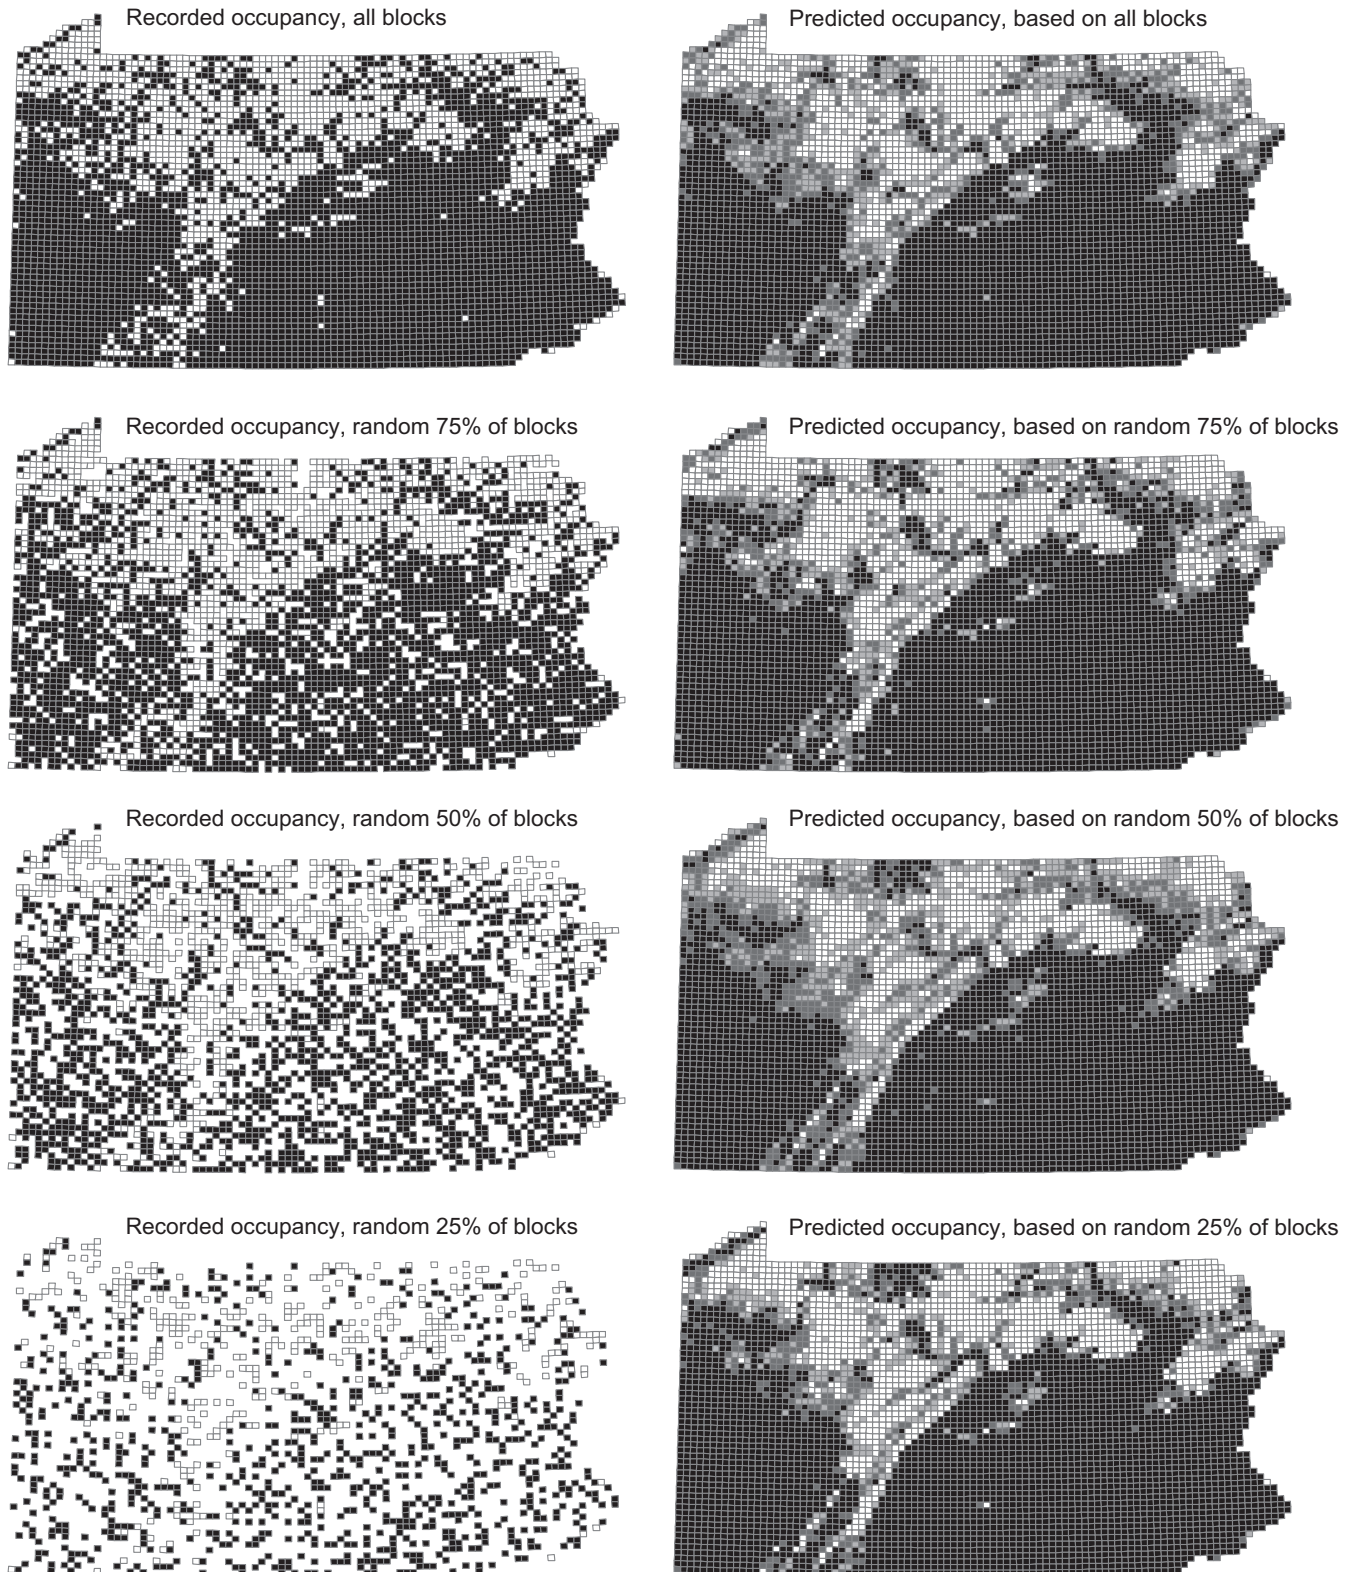 Recorded occupancy, all blocks
Predicted occupancy, based on all blocks
Recorded occupancy, random 75% of blocks
Predicted occupancy, based on random 75% of blocks
Recorded occupancy, random 50% of blocks
Predicted occupancy, based on random 50% of blocks
Recorded occupancy, random 25% of blocks
Predicted occupancy, based on random 25% of blocks